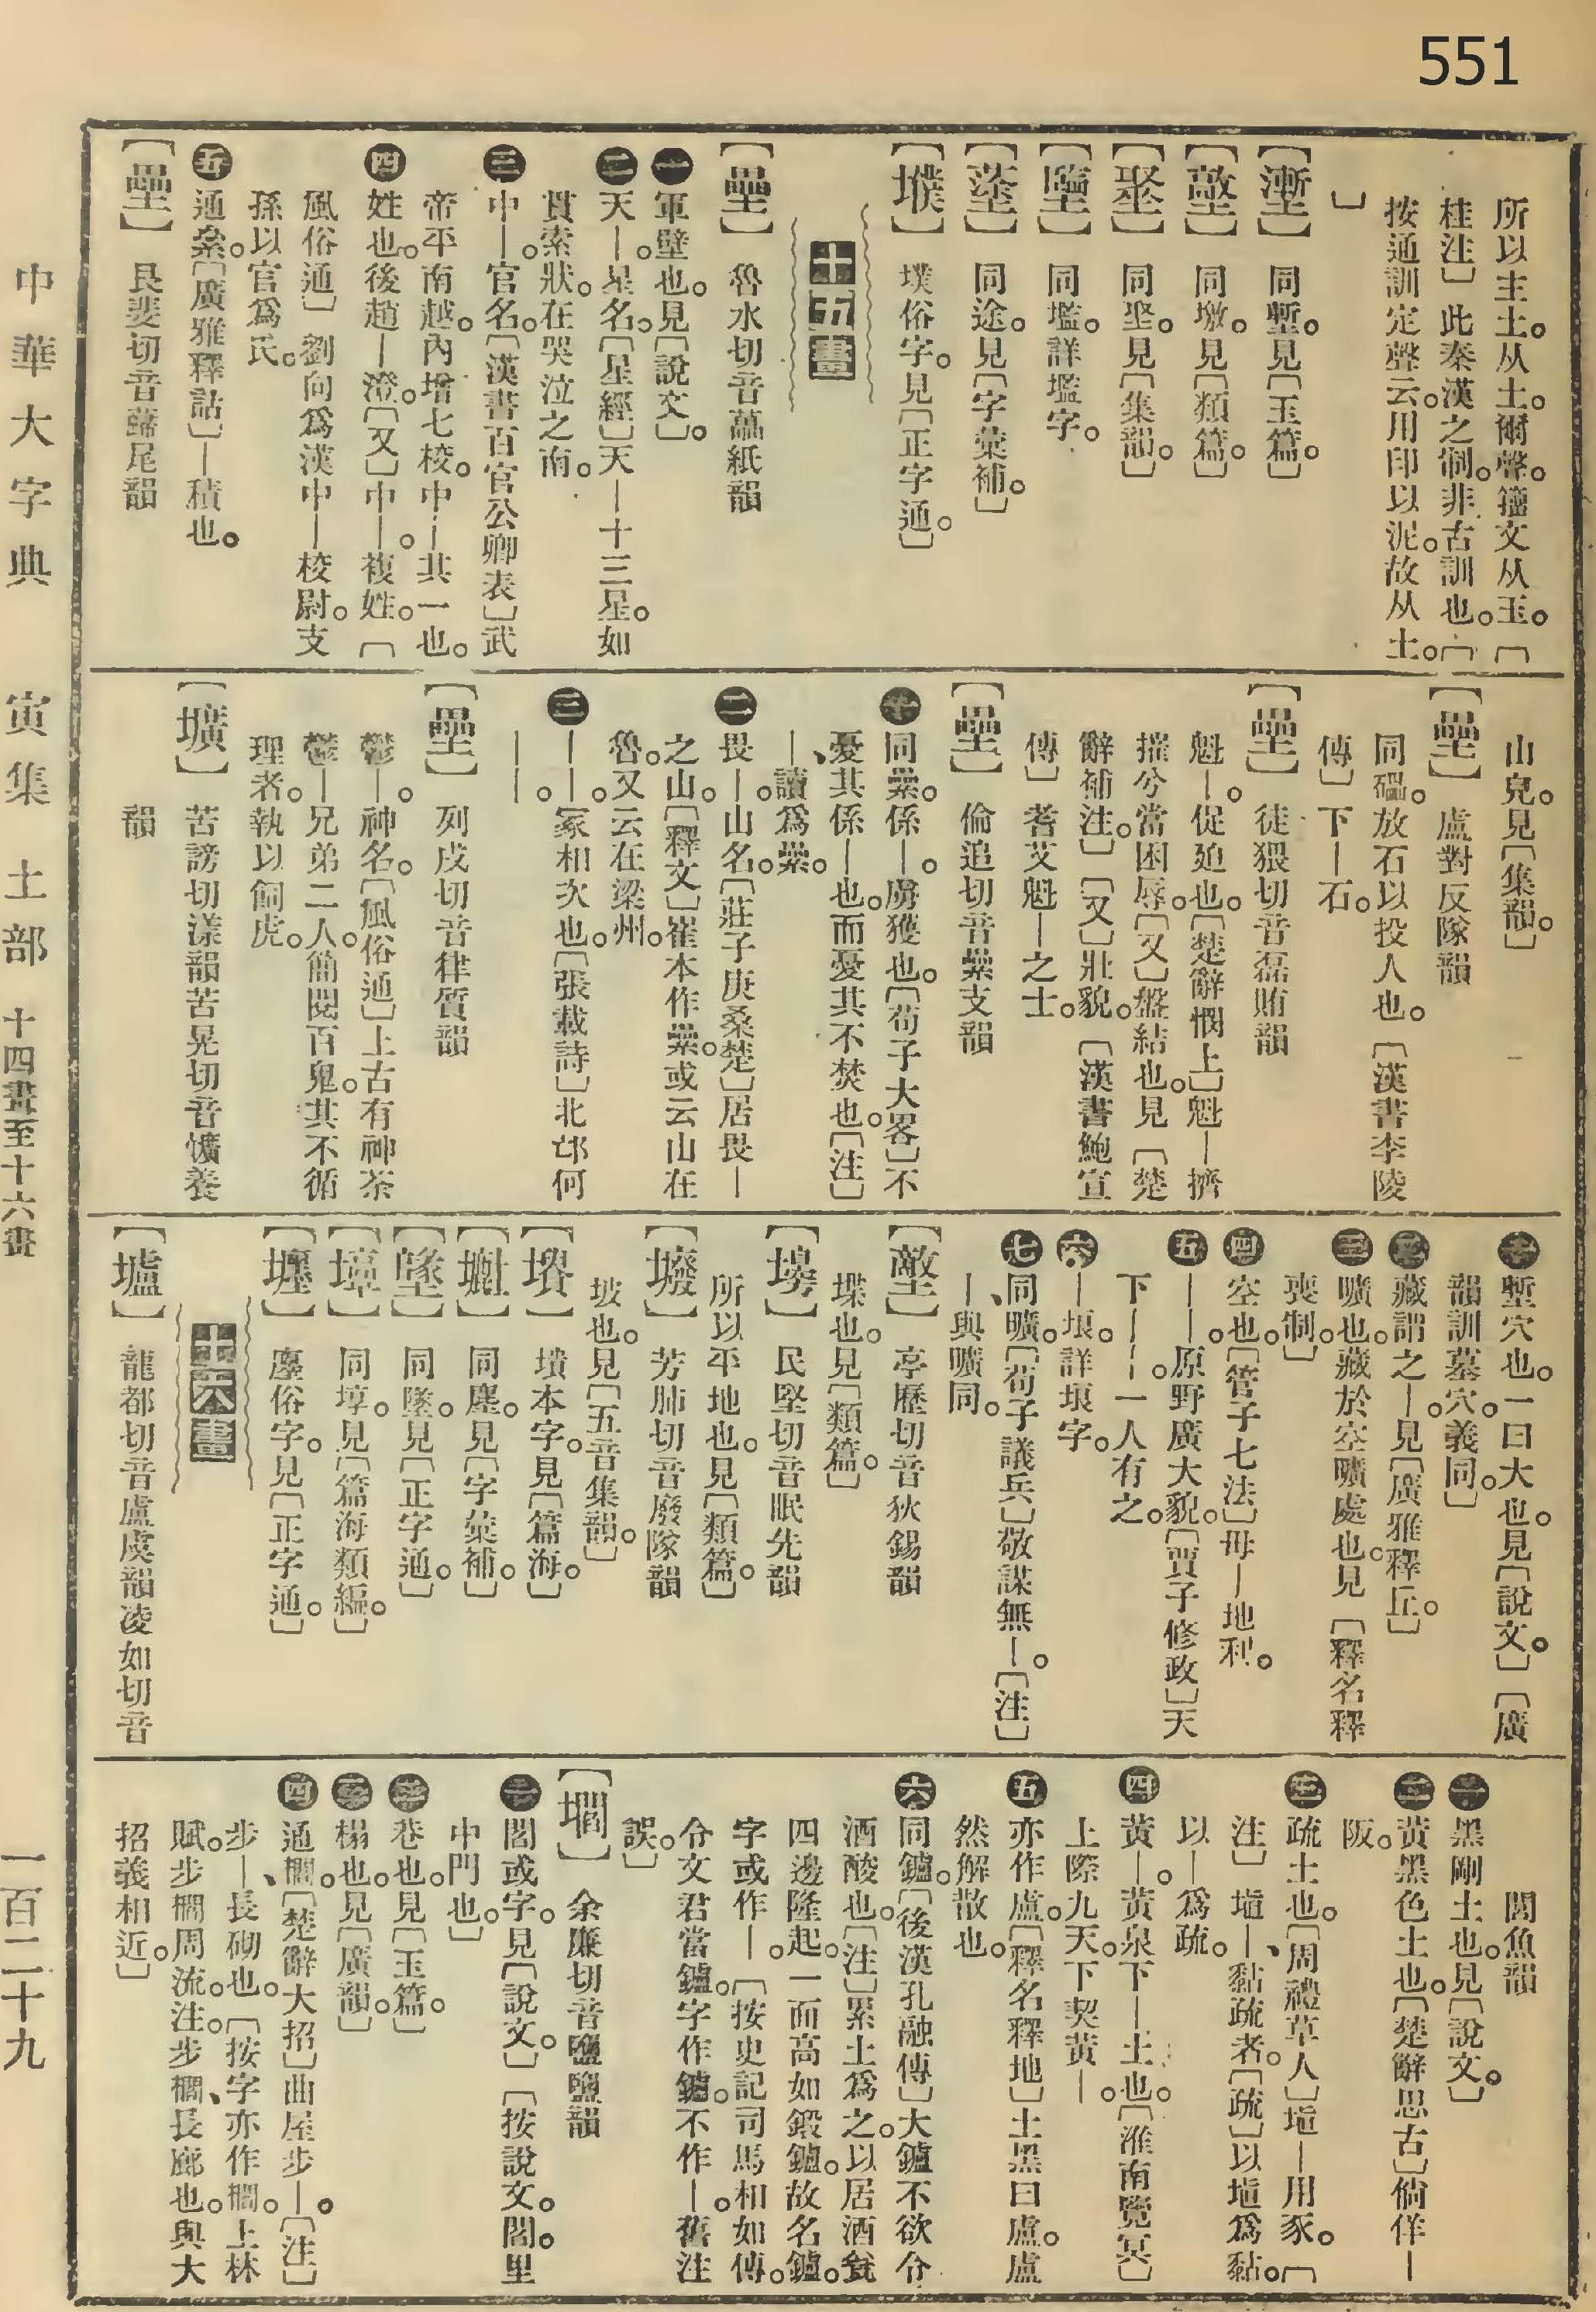 551
所以主土。从土。爾聲。籒文从玉。〔
桂注〕此秦漢之制。非古訓也。〔
按通訓定聲云。用印以泥。故从土。
〕
【壍】同塹。見〔玉篇。〕
同墽。見〔類篇。〕
同坙。見〔集韻。〕
同壏。詳壏字。
同途。見〔字彙補。〕
【墣】墣俗字。見〔正字通。〕
十五畫
【壘】魯水切音藟紙韻
一軍壁也。見〔說文〕。
二天—。星名。〔星經〕天—十三星。如
貫索狀。在哭泣之南。
三中—。官名。〔漢書百官公卿表〕武
帝平南越。內增七校。中—其一也。
四姓也。後趙—澄。〔又〕中—。複姓。〔
風俗通〕劉向爲漢中—校尉。支
孫以官爲氏。
五通絫。〔廣雅釋詁〕—積也。
【壘】良斐切音藟尾韻
山皃。見〔集韻。〕
【壘】盧對反隊韻
同礧。放石以投人也。〔漢書李陵
傳〕下—石。
【壘】徒猥切音磊賄韻
魁—。促廹也。〔楚辭憫上〕魁—擠
摧兮常困辱。〔又〕盤結也。見〔楚
辭補注。〕〔又〕壯貌。〔漢書鮑宣
傳〕耆艾魁—之士。
【壘】倫追切音纍支韻
一同纍。係—。虜獲也。〔荀子大畧〕不
憂其係—也。而憂其不焚也。〔注〕
—、讀爲纍。
二畏—。山名。〔莊子庚桑楚〕居畏—
之山。〔釋文〕崔本作纍。或云山在
魯。又云在梁州。
三——。冢相次也。〔張載詩〕北邙何
——。
【壘】列戌切音律質韻
鬱—。神名。〔風俗通〕上古有神荼
鬱—兄弟二人。簡閱百鬼。其不循
理者。執以飼虎。
【壙】苦謗切漾韻苦晃切音懭養
韻
一塹穴也。一曰大也。見〔說文。〕〔廣
韻訓墓穴。義同。〕
二藏謂之—。見〔廣雅釋丘。〕
三曠也。藏於空曠處也。見〔釋名釋
喪制。〕
四空也。〔管子七法〕毋—地利。
五——。原野廣大貌。〔賈子修政〕天
下——。一人有之。
六—埌。詳埌字。
七同曠。〔荀子議兵〕敬謀無—。〔注〕
—、與曠同。
亭歷切音狄錫韻
堞也。見〔類篇。〕
民堅切音眠先韻
所以平地也。見〔類篇。〕
【墢】芳肺切音廢隊韻
坡也。見〔五音集韻。〕
墳本字。見〔篇海。〕
同塵。見〔字彙補。〕
同墜。見〔正字通。〕
同埻。見〔篇海類編。〕
【壥】廛俗字。見〔正字通。〕
十六畫
【壚】龍都切音盧虞韻凌如切音
閭魚韻
一黑剛土也。見〔說文。〕
二黃黑色土也。〔楚辭思古〕倘佯—
阪。
三疏土也。〔周禮草人〕埴—用豕。〔
注〕埴—、黏疏者。〔疏〕以埴爲黏。
以—爲疏。
四黃—。黃泉下—土也。〔淮南覽冥〕
上際九天。下契黃—。
五亦作盧。〔釋名釋地〕土黑曰盧。盧
然解散也。
六同鑪。〔後漢孔融傳〕大鑪不欲令
酒酸也。〔注〕累土爲之。以居酒瓮
四邊隆起。一面高如鍛鑪。故名鑪。
字或作—。〔按史記司馬相如傳。
令文君當鑪。字作鑪。不作—。舊注
誤。〕
【壛】余廉切音鹽鹽韻
一閻或字。見〔說文。〕〔按說文。閻。里
中門也。〕
二巷也。見〔玉篇。〕
三榻也。見〔廣韻。〕
四通櫩。〔楚辭大招〕曲屋步—。〔注〕
步—、長砌也。〔按字亦作櫩。上林
賦。步櫩周流。注。步櫩、長廊也。與大
招義相近。〕
中華大字典　寅集　土部　十四畫至十六畫　一百二十九